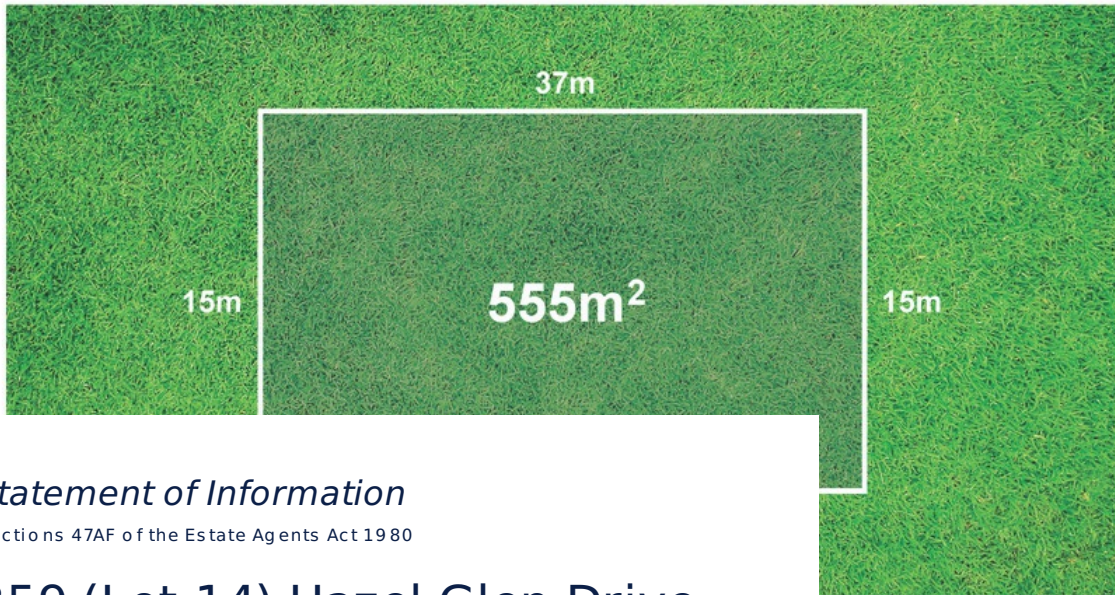 37m
15m
555m²
15m
tatement of Information
ctions 47AF of the Estate Agents Act 1980
(Lot 14) Hazel Glen Drive